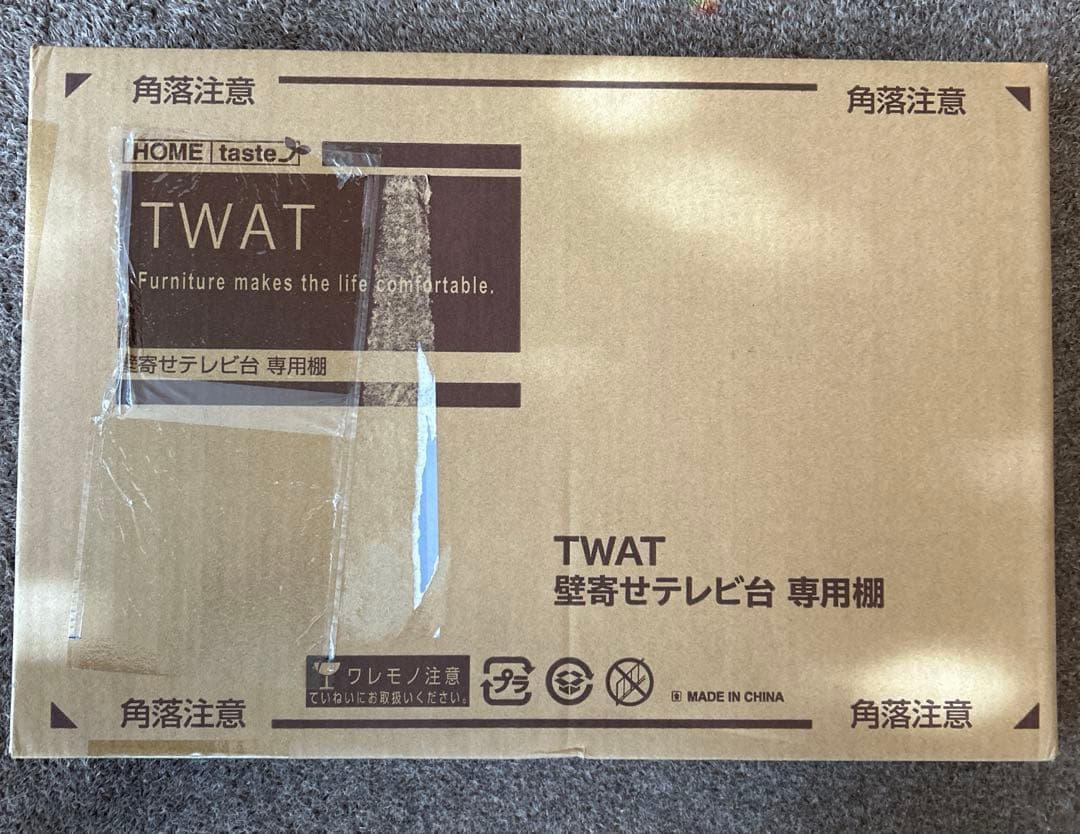 角落注意
角落注意
HOME taste
TWAT
Furniture makes the life comfortable.
壁寄せテレビ台 専用棚
TWAT
壁寄せテレビ台 専用棚
ワレモノ注意
ていねいにお取扱いください。
プラ
MADE IN CHINA
角落注意
角落注意